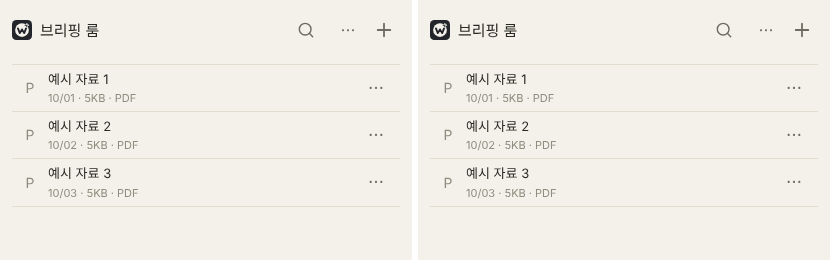 브리핑 룸
P
예시 자료 1
10/01 · 5KB · PDF
P
예시 자료 2
10/02 · 5KB · PDF
P
예시 자료 3
10/03 · 5KB · PDF
브리핑 룸
P
예시 자료 1
10/01 · 5KB · PDF
P
예시 자료 2
10/02 · 5KB · PDF
P
예시 자료 3
10/03 · 5KB · PDF